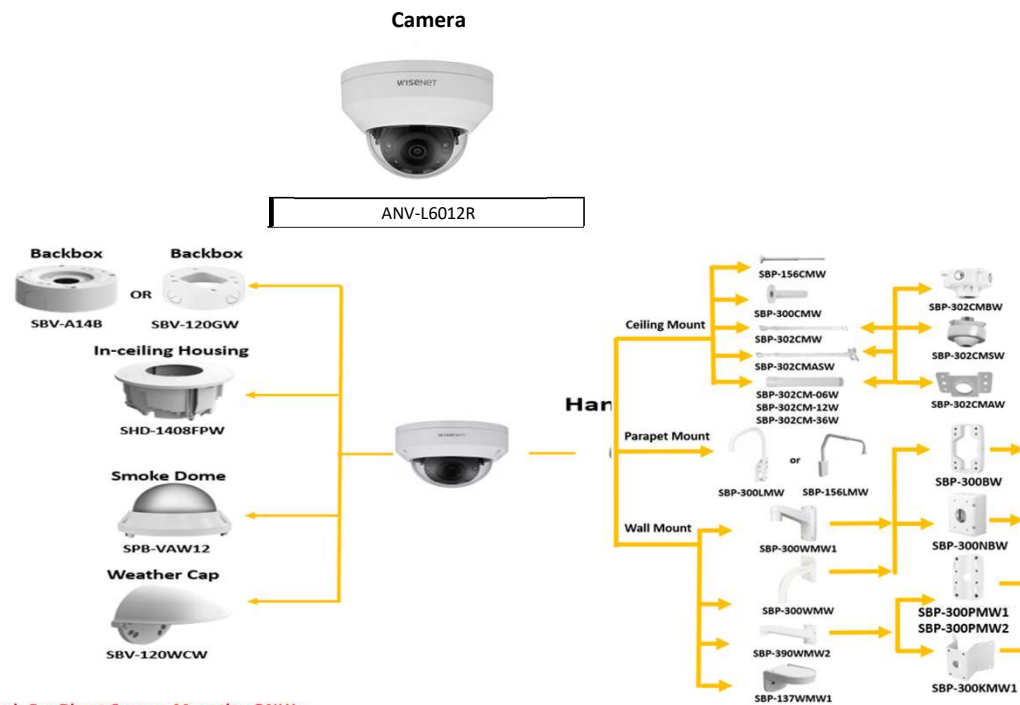 Camera
WISENET
ANV-L6012R
Backbox
Backbox
OR
SBV-A14B
SBV-120GW
In-ceiling Housing
SHD-1408FPW
Smoke Dome
SPB-VAW12
Weather Cap
SBV-120WCW
WISENET
Han
Ceiling Mount
SBP-156CMW
SBP-300CMW
SBP-302CMW
SBP-302CMASW
SBP-302CM-06W
SBP-302CM-12W
SBP-302CM-36W
SBP-302CMBW
SBP-302CMSW
SBP-302CMAW
Parapet Mount
or
SBP-300LMW
SBP-156LMW
Wall Mount
SBP-300WMW1
SBP-300WMW
SBP-390WMW2
SBP-137WMW1
SBP-300BW
SBP-300NBW
SBP-300PMW1
SBP-300PMW2
SBP-300KMW1